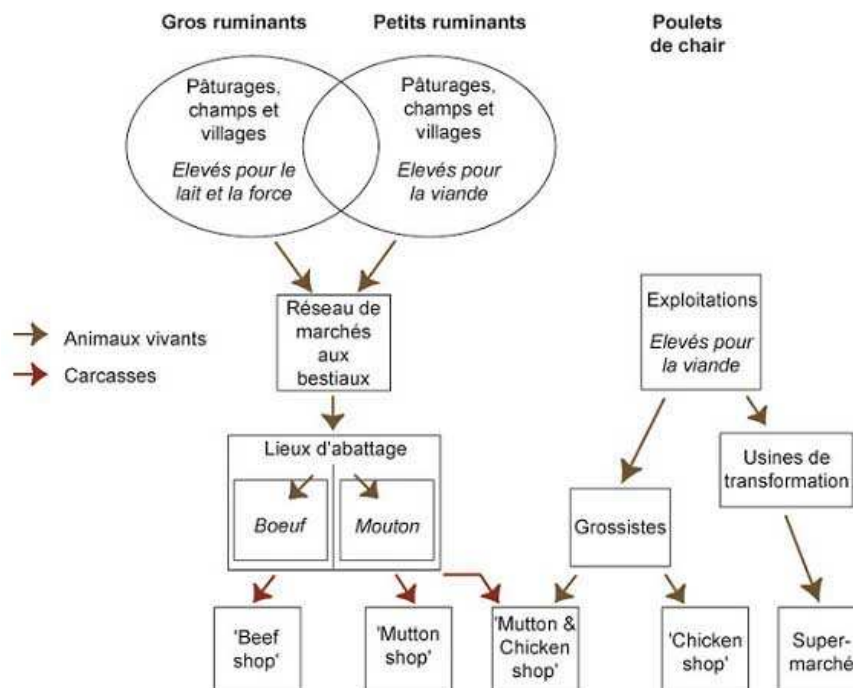 Gros ruminants
Petits ruminants
Poulets
de chair
Pâturages,
champs et
villages
Elevés pour le
lait et la force
Pâturages,
champs et
villages
Elevés pour
la viande
Réseau de
marchés
aux
bestiaux
Exploitations
Elevés pour
la viande
Animaux vivants
Carcasses
Lieux d'abattage
Boeuf
Mouton
Grossistes
Usines de
transformation
'Beef
shop'
'Mutton
shop'
'Mutton &
Chicken
shop'
'Chicken
shop'
Super-
marché